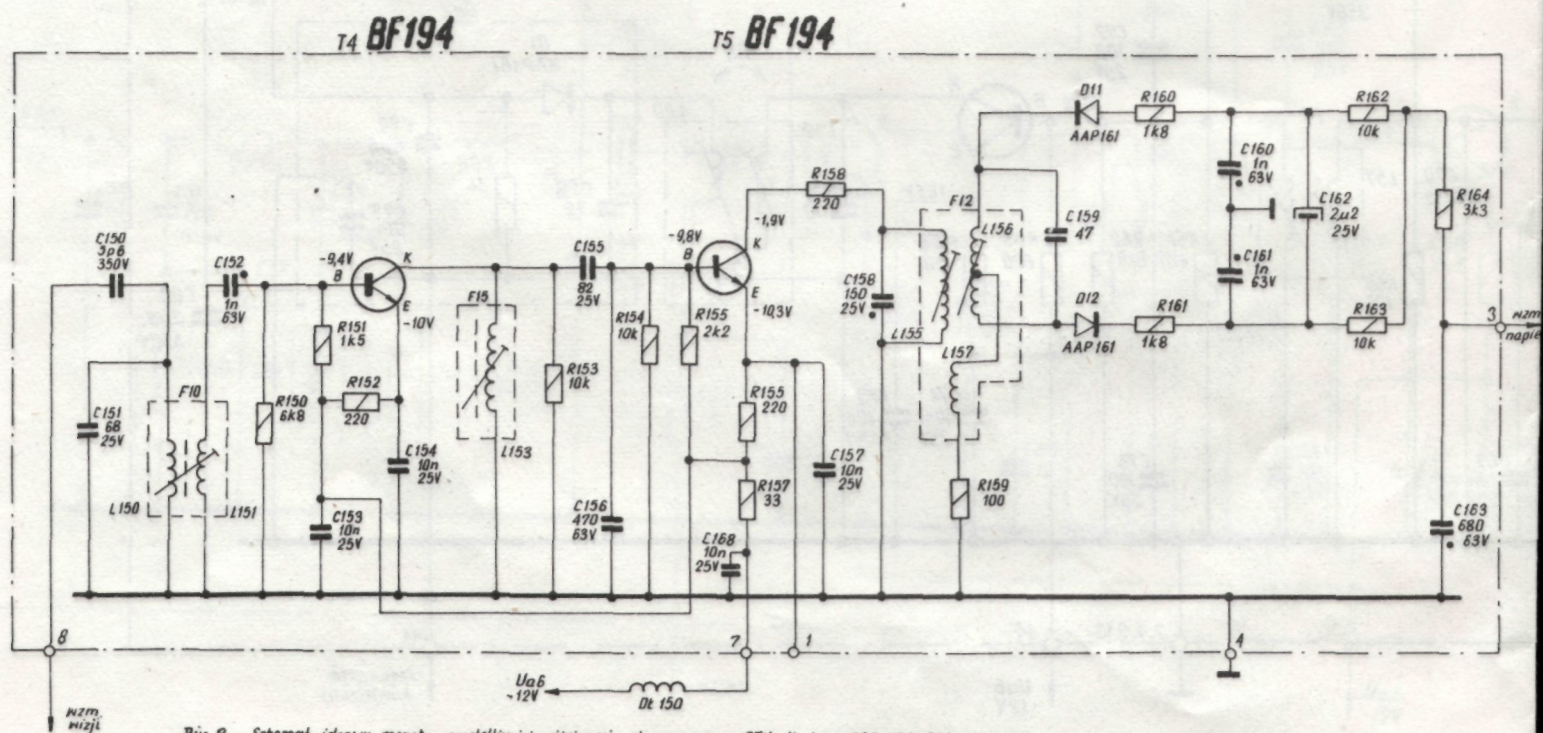 T4 BF194
T5 BF194
D11
AAP161
R160
1k8
R162
10k
C160
1n
63V
C162
2µ2
25V
R164
3k3
C161
1n
63V
D12
AAP161
R161
1k8
R163
10k
3
wzm
napię
R158
220
-1,9V
F12
L156
C159
47
C158
150
25V
L155
L157
R159
100
C163
680
63V
C150
3p6
350V
C152
1n
63V
-9,4V
B
K
E
-10V
C155
82
25V
-9,8V
B
K
E
-10,3V
F15
R154
10k
R155
2k2
R151
1k5
R152
220
R153
10k
R155
220
C151
68
25V
F10
R150
6k8
C154
10n
25V
L153
C157
10n
25V
R157
33
L150
L151
C153
10n
25V
C156
470
63V
C168
10n
25V
8
7
1
4
Ua6
-12V
Dł 150
wzm.
wizji